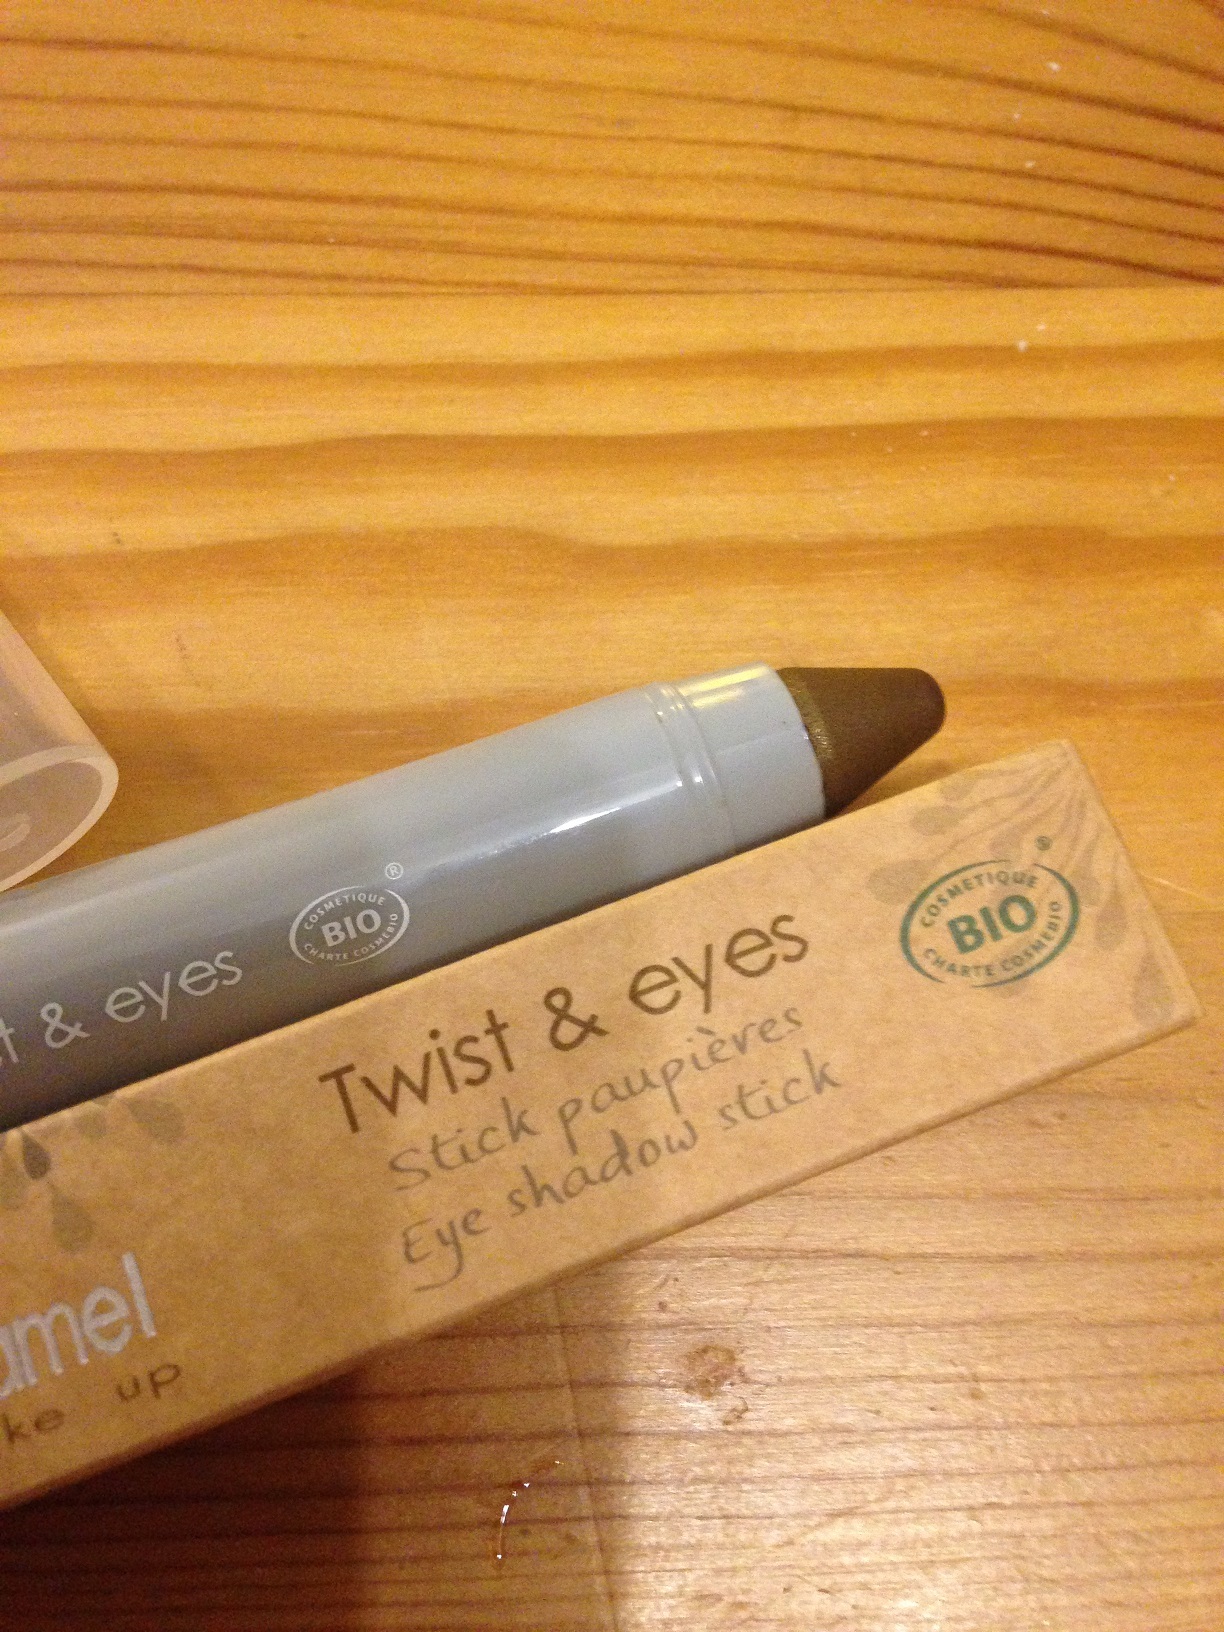 & eyes
COSMETIQUE
BIO
CHARTE COSMEBIO
®
Twist & eyes
Stick paupières
Eye shadow stick
COSMETIQUE
BIO
CHARTE COSMEBIO
®
amel
ke up